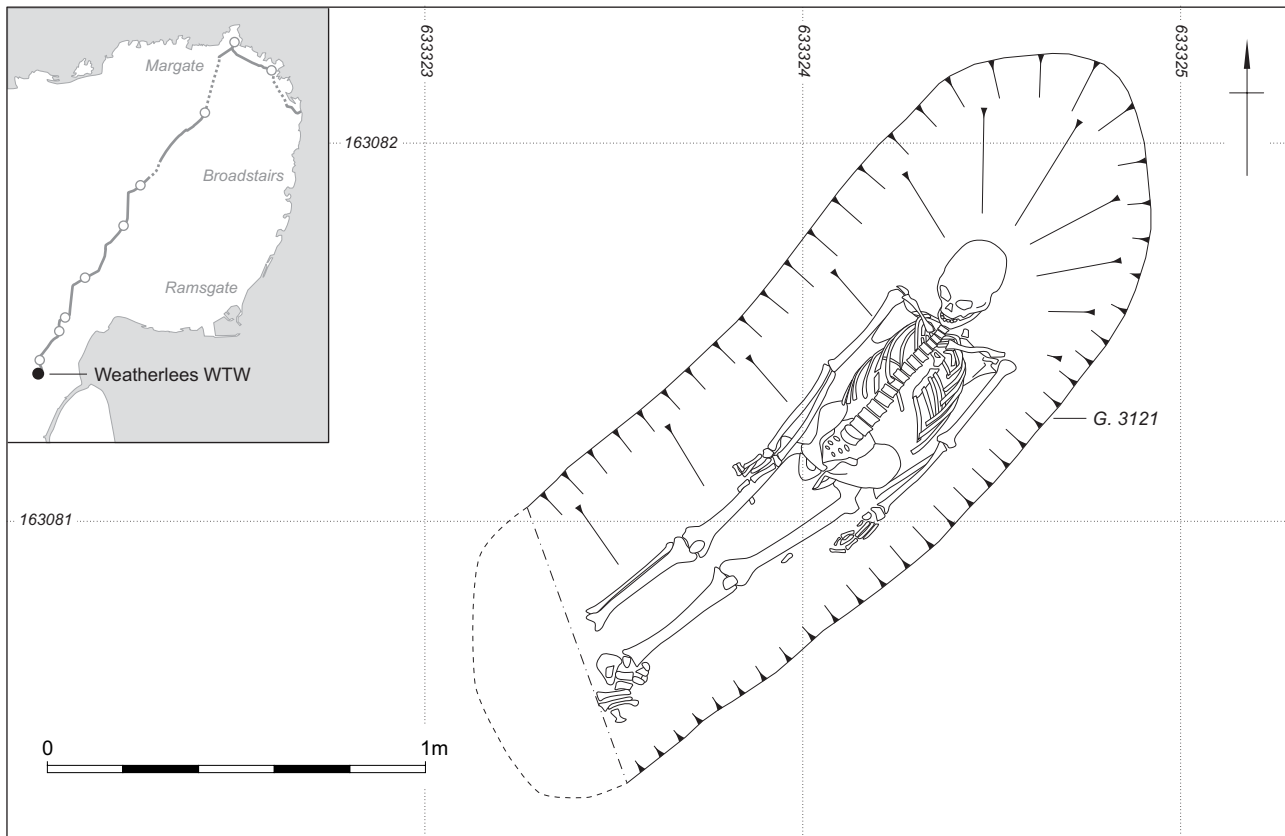 Margate
Broadstairs
Ramsgate
Weatherlees WTW
633323
633324
633325
163082
G. 3121
163081
0 1m